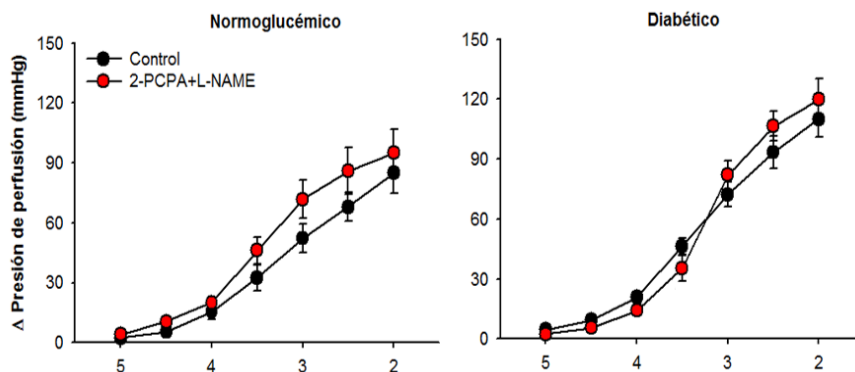 Normoglucémico
Diabético
Δ Presión de perfusión (mmHg)
150
120
90
60
30
0
Control
2-PCPA+L-NAME
5 4 3 2
150
120
90
60
30
0
5 4 3 2